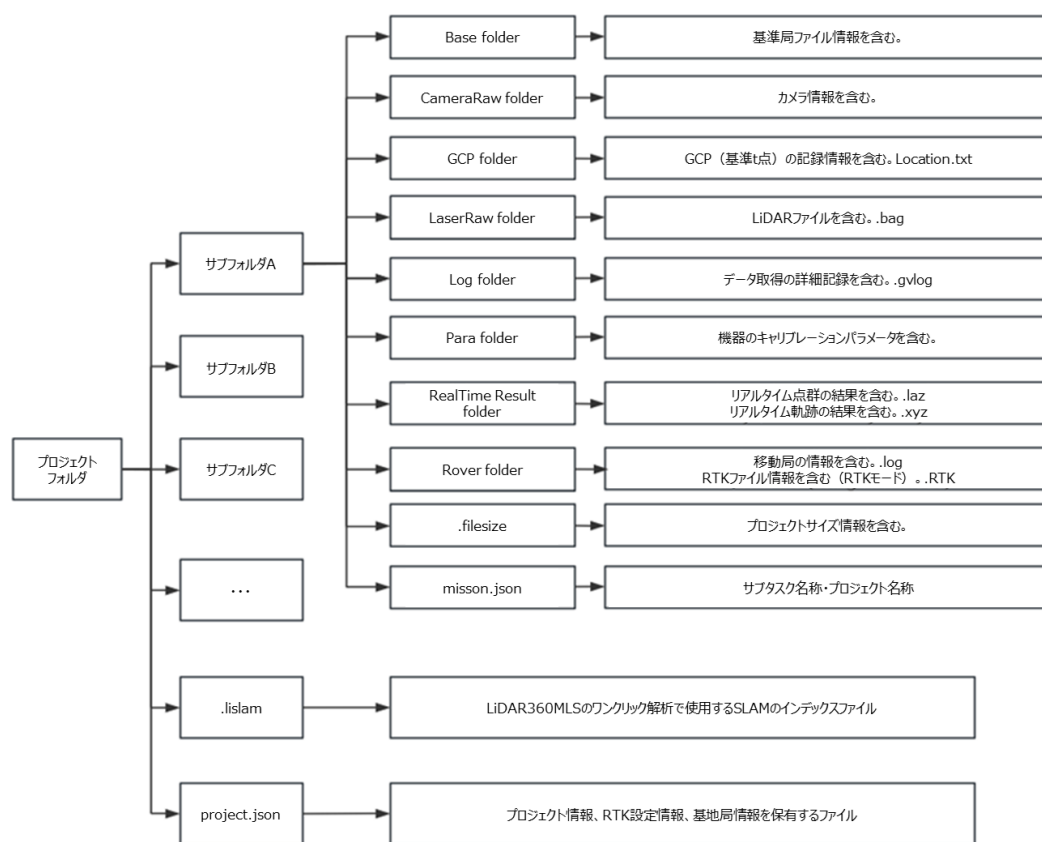 Base folder
基準局ファイル情報を含む。
CameraRaw folder
カメラ情報を含む。
GCP folder
GCP（基準t点）の記録情報を含む。Location.txt
LaserRaw folder
LiDARファイルを含む。.bag
サブフォルダA
Log folder
データ取得の詳細記録を含む。.gvlog
Para folder
機器のキャリブレーションパラメータを含む。
サブフォルダB
RealTime Result
folder
リアルタイム点群の結果を含む。.laz
リアルタイム軌跡の結果を含む。.xyz
プロジェクト
フォルダ
サブフォルダC
Rover folder
移動局の情報を含む。.log
RTKファイル情報を含む（RTKモード）。.RTK
.filesize
プロジェクトサイズ情報を含む。
...
misson.json
サブタスク名称・プロジェクト名称
.lislam
LiDAR360MLSのワンクリック解析で使用するSLAMのインデックスファイル
project.json
プロジェクト情報、RTK設定情報、基地局情報を保有するファイル